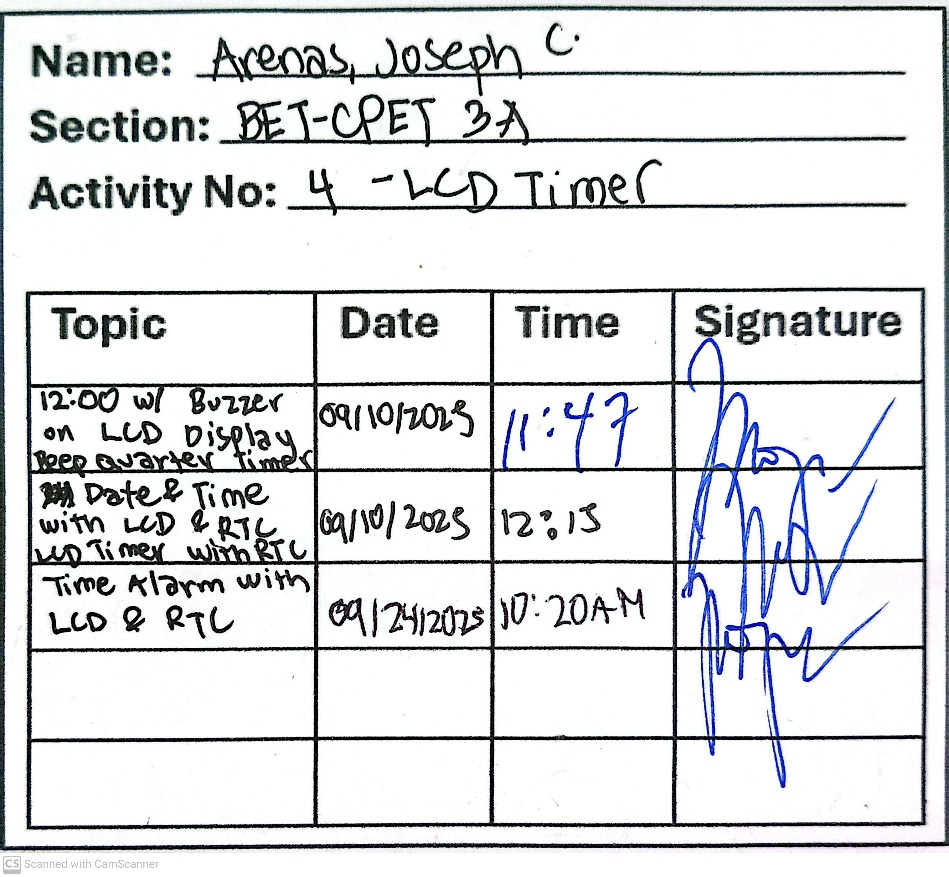 Name: Arenas, Joseph C.
Section: BET-CPET 3A
Activity No: 4 - LCD Timer
Topic Date Time Signature
12:00 w/ Buzzer
on LCD Display
Beep quarter timer
09/10/2025 11:47
Date & Time
with LCD & RTC
LCD Timer with RTC
09/10/2025 12:15
Time Alarm with
LCD & RTC
09/24/2025 10:20AM
CS Scanned with CamScanner